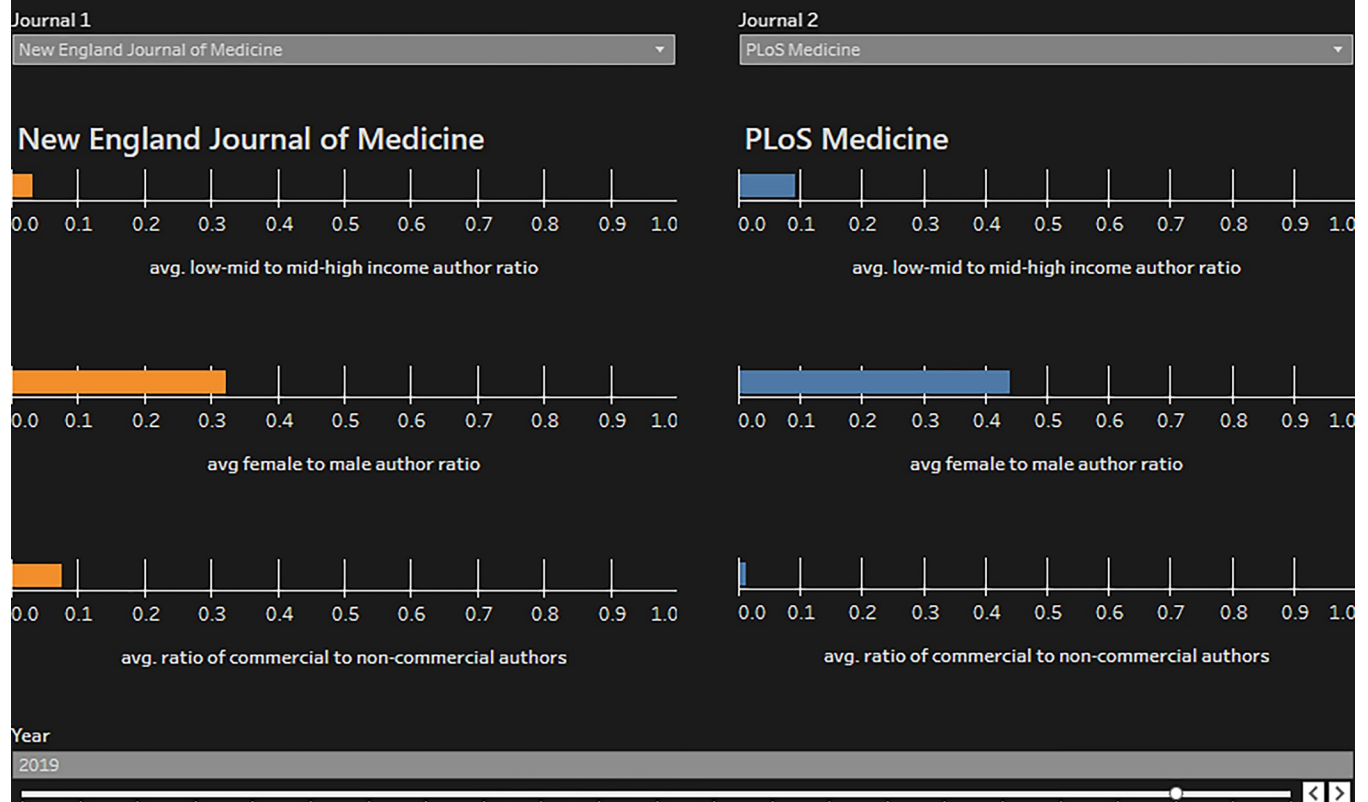 Journal 1
New England Journal of Medicine
Journal 2
PLoS Medicine
New England Journal of Medicine
0.0 0.1 0.2 0.3 0.4 0.5 0.6 0.7 0.8 0.9 1.0
avg. low-mid to mid-high income author ratio
0.0 0.1 0.2 0.3 0.4 0.5 0.6 0.7 0.8 0.9 1.0
avg female to male author ratio
0.0 0.1 0.2 0.3 0.4 0.5 0.6 0.7 0.8 0.9 1.0
avg. ratio of commercial to non-commercial authors
PLoS Medicine
0.0 0.1 0.2 0.3 0.4 0.5 0.6 0.7 0.8 0.9 1.0
avg. low-mid to mid-high income author ratio
0.0 0.1 0.2 0.3 0.4 0.5 0.6 0.7 0.8 0.9 1.0
avg female to male author ratio
0.0 0.1 0.2 0.3 0.4 0.5 0.6 0.7 0.8 0.9 1.0
avg. ratio of commercial to non-commercial authors
Year
2019